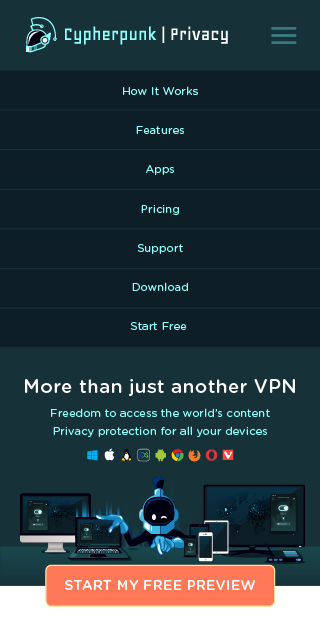 Cypherpunk | Privacy
How It Works
Features
Apps
Pricing
Support
Download
Start Free
More than just another VPN
Freedom to access the world's content
Privacy protection for all your devices
START MY FREE PREVIEW